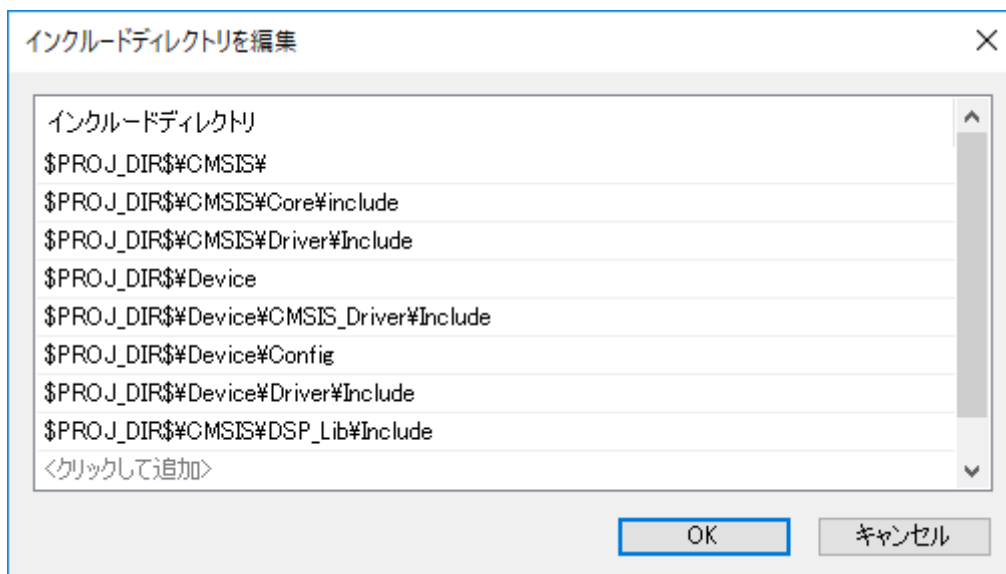 インクルードディレクトリを編集
インクルードディレクトリ
$PROJ_DIR$¥CMSIS¥
$PROJ_DIR$¥CMSIS¥Core¥include
$PROJ_DIR$¥CMSIS¥Driver¥Include
$PROJ_DIR$¥Device
$PROJ_DIR$¥Device¥CMSIS_Driver¥Include
$PROJ_DIR$¥Device¥Config
$PROJ_DIR$¥Device¥Driver¥Include
$PROJ_DIR$¥CMSIS¥DSP_Lib¥Include
<クリックして追加>
OK キャンセル